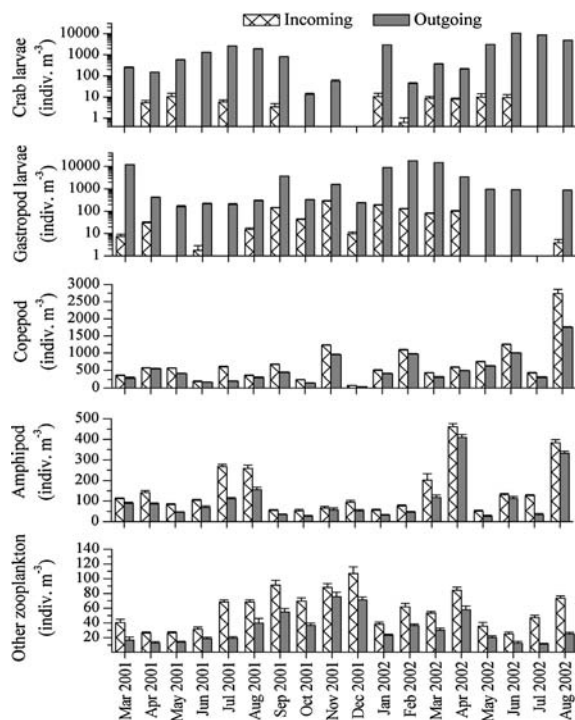 Incoming Outgoing
Crab larvae
(indiv. m-3)
10000
1000
100
10
1
Gastropod larvae
(indiv. m-3)
10000
1000
100
10
1
Copepod
(indiv. m-3)
3000
2500
2000
1500
1000
500
0
Amphipod
(indiv. m-3)
500
400
300
200
100
0
Other zooplankton
(indiv. m-3)
140
120
100
80
60
40
20
Mar 2001
Apr 2001
May 2001
Jun 2001
Jul 2001
Aug 2001
Sep 2001
Oct 2001
Nov 2001
Dec 2001
Jan 2002
Feb 2002
Mar 2002
Apr 2002
May 2002
Jun 2002
Jul 2002
Aug 2002